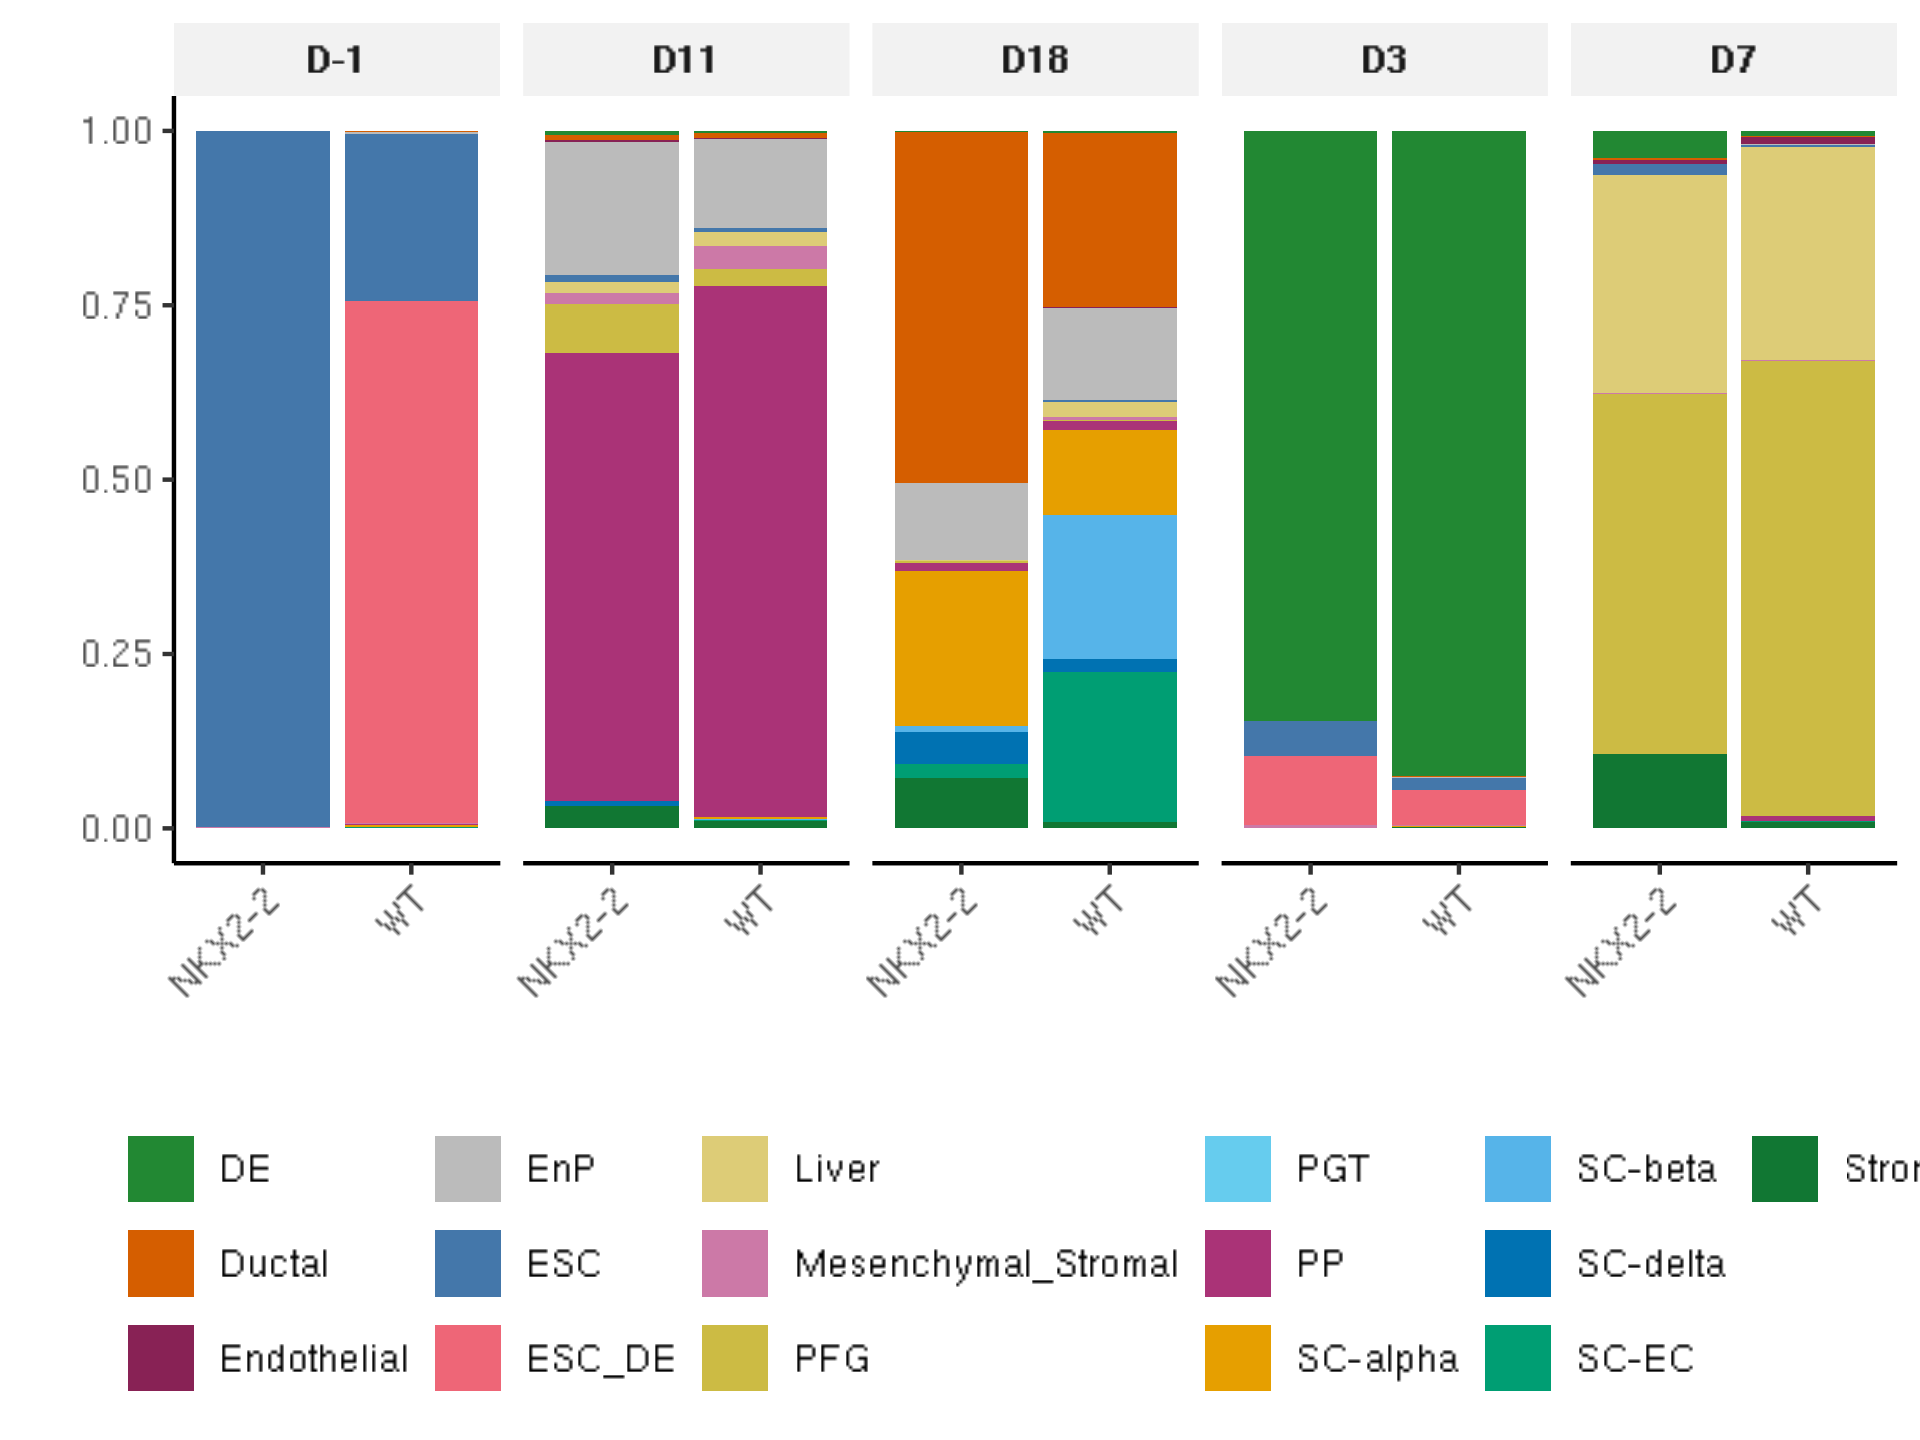 D-1 D11 D18 D3 D7
1.00
0.75
0.50
0.25
0.00
NKX2-2 WT NKX2-2 WT NKX2-2 WT NKX2-2 WT NKX2-2 WT
DE EnP Liver PGT SC-beta Stror
Ductal ESC Mesenchymal_Stromal PP SC-delta
Endothelial ESC_DE PFG SC-alpha SC-EC